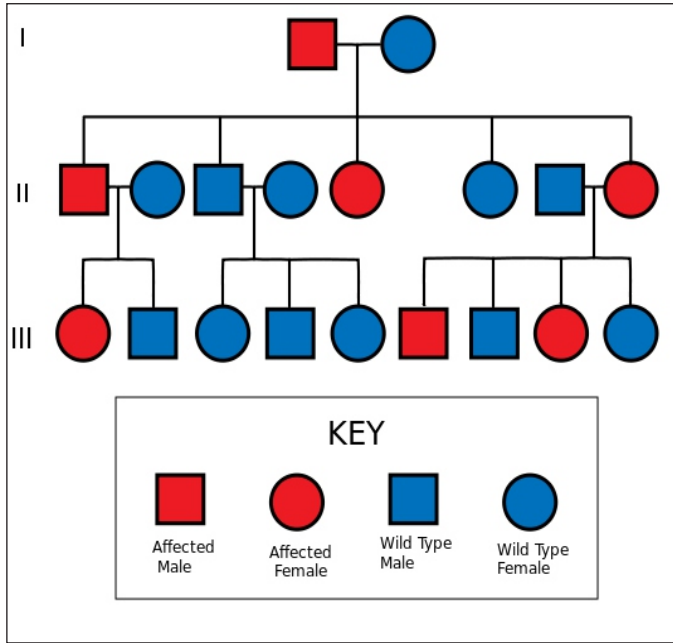 I
II
III
KEY
Affected
Male
Affected
Female
Wild Type
Male
Wild Type
Female